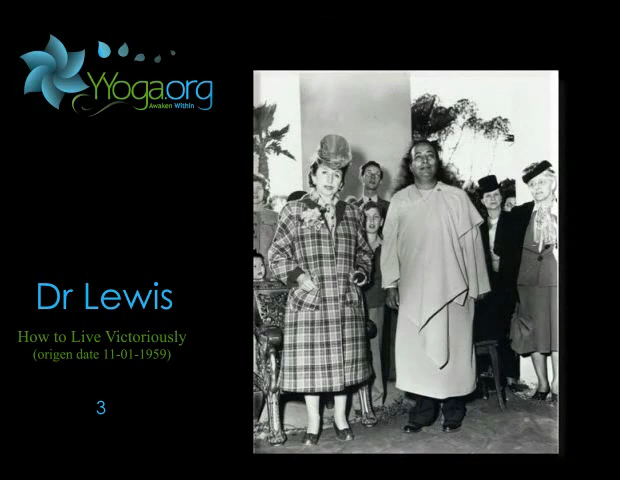 YYoga.org
Awaken Within
Dr Lewis
How to Live Victoriously
(origen date 11-01-1959)
3